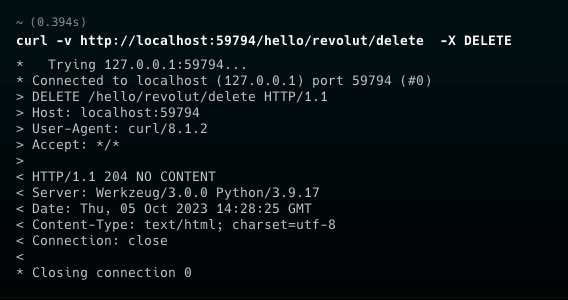 ~ (0.394s)
curl -v http://localhost:59794/hello/revolut/delete  -X DELETE
*   Trying 127.0.0.1:59794...
* Connected to localhost (127.0.0.1) port 59794 (#0)
> DELETE /hello/revolut/delete HTTP/1.1
> Host: localhost:59794
> User-Agent: curl/8.1.2
> Accept: */*
>
< HTTP/1.1 204 NO CONTENT
< Server: Werkzeug/3.0.0 Python/3.9.17
< Date: Thu, 05 Oct 2023 14:28:25 GMT
< Content-Type: text/html; charset=utf-8
< Connection: close
<
* Closing connection 0